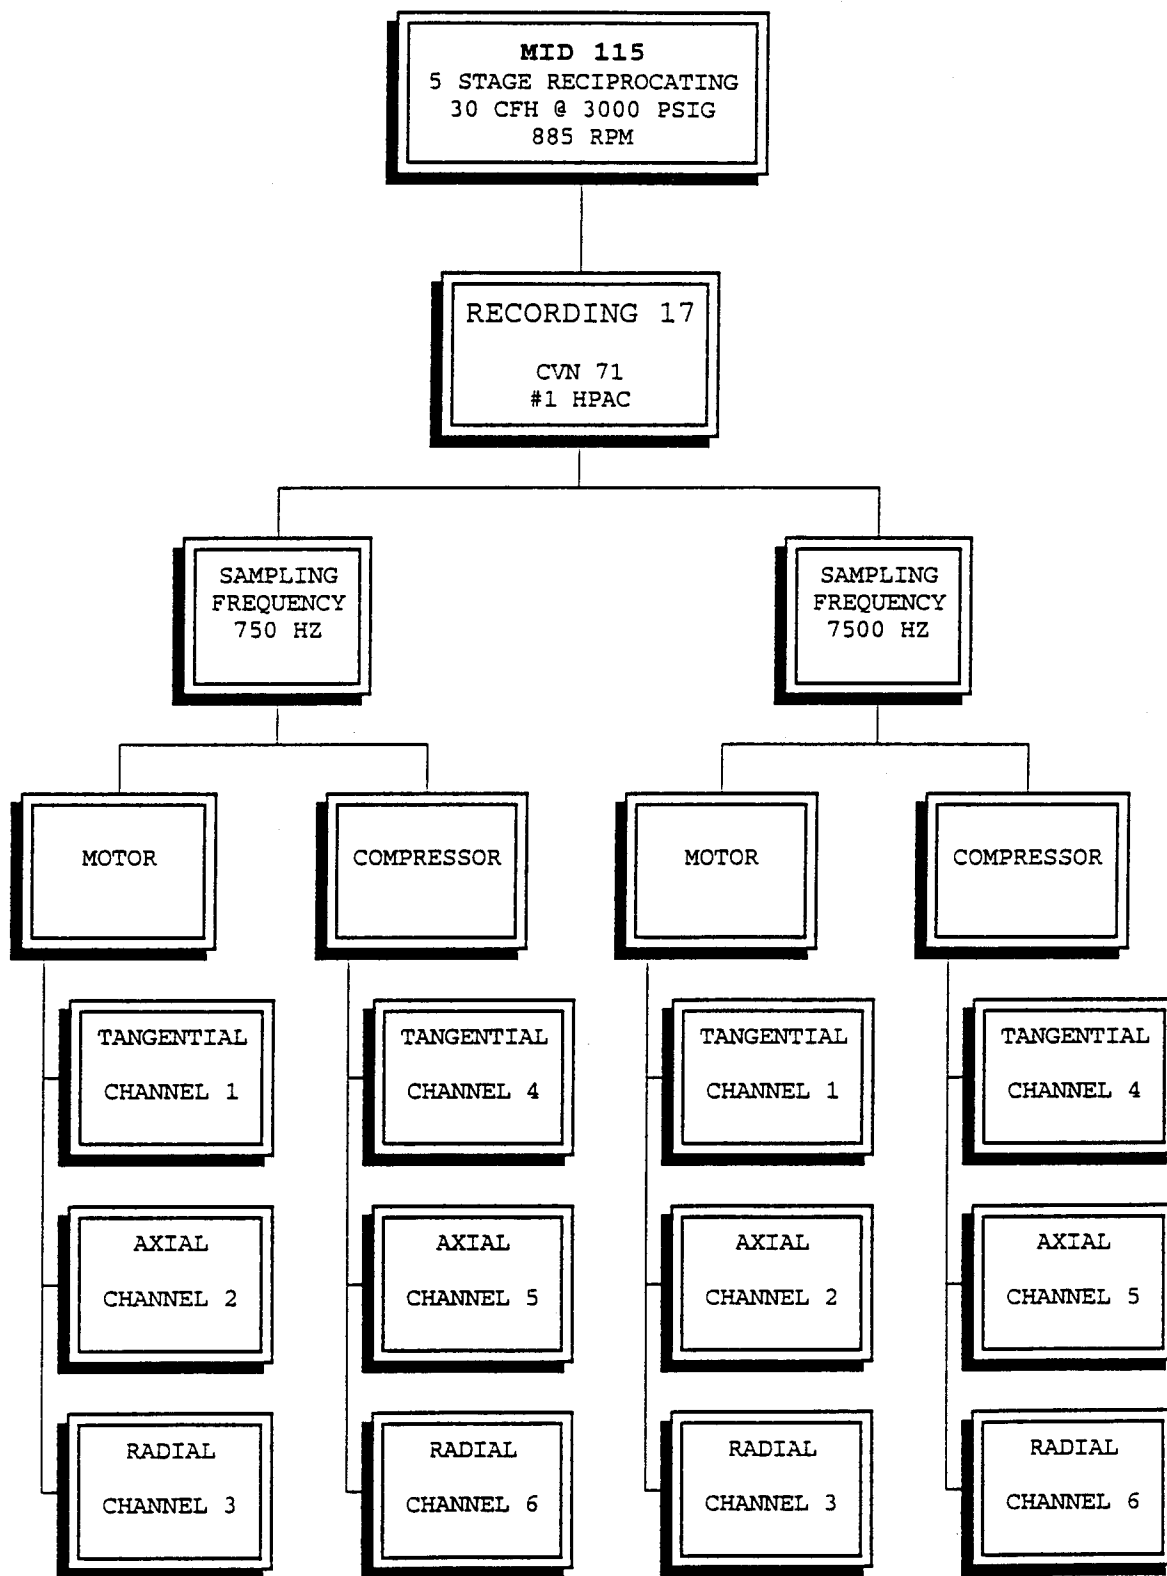 MID 115
5 STAGE RECIPROCATING
30 CFH @ 3000 PSIG
885 RPM
RECORDING 17
CVN 71
#1 HPAC
SAMPLING
FREQUENCY
750 HZ
SAMPLING
FREQUENCY
7500 HZ
MOTOR
COMPRESSOR
MOTOR
COMPRESSOR
TANGENTIAL
CHANNEL 1
TANGENTIAL
CHANNEL 4
TANGENTIAL
CHANNEL 1
TANGENTIAL
CHANNEL 4
AXIAL
CHANNEL 2
AXIAL
CHANNEL 5
AXIAL
CHANNEL 2
AXIAL
CHANNEL 5
RADIAL
CHANNEL 3
RADIAL
CHANNEL 6
RADIAL
CHANNEL 3
RADIAL
CHANNEL 6